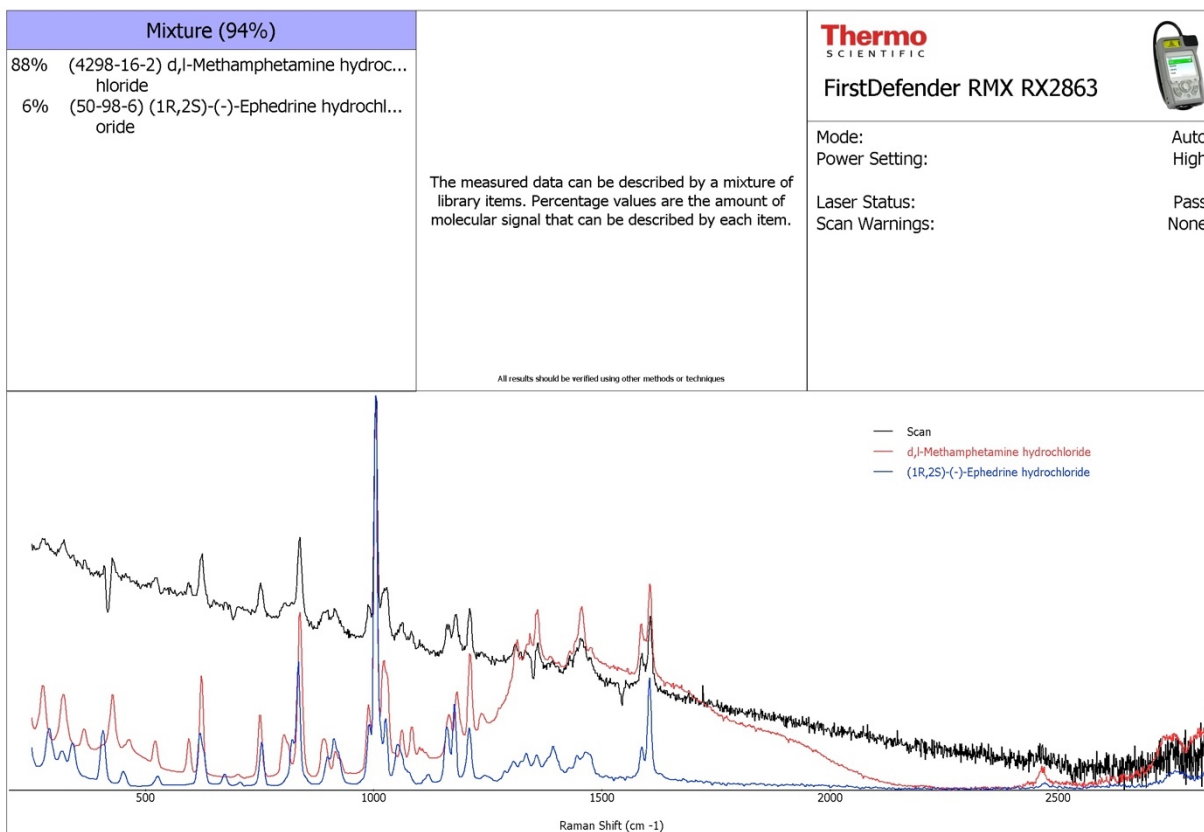 Mixture (94%)
88% (4298-16-2) d,l-Methamphetamine hydroc...
hloride
6% (50-98-6) (1R,2S)-(-)-Ephedrine hydrochl...
oride
The measured data can be described by a mixture of
library items. Percentage values are the amount of
molecular signal that can be described by each item.
All results should be verified using other methods or techniques
Thermo
SCIENTIFIC
FirstDefender RMX RX2863
Mode: Auto
Power Setting: High
Laser Status: Pass
Scan Warnings: None
Scan
d,l-Methamphetamine hydrochloride
(1R,2S)-(-)-Ephedrine hydrochloride
500 1000 1500 2000 2500
Raman Shift (cm -1)